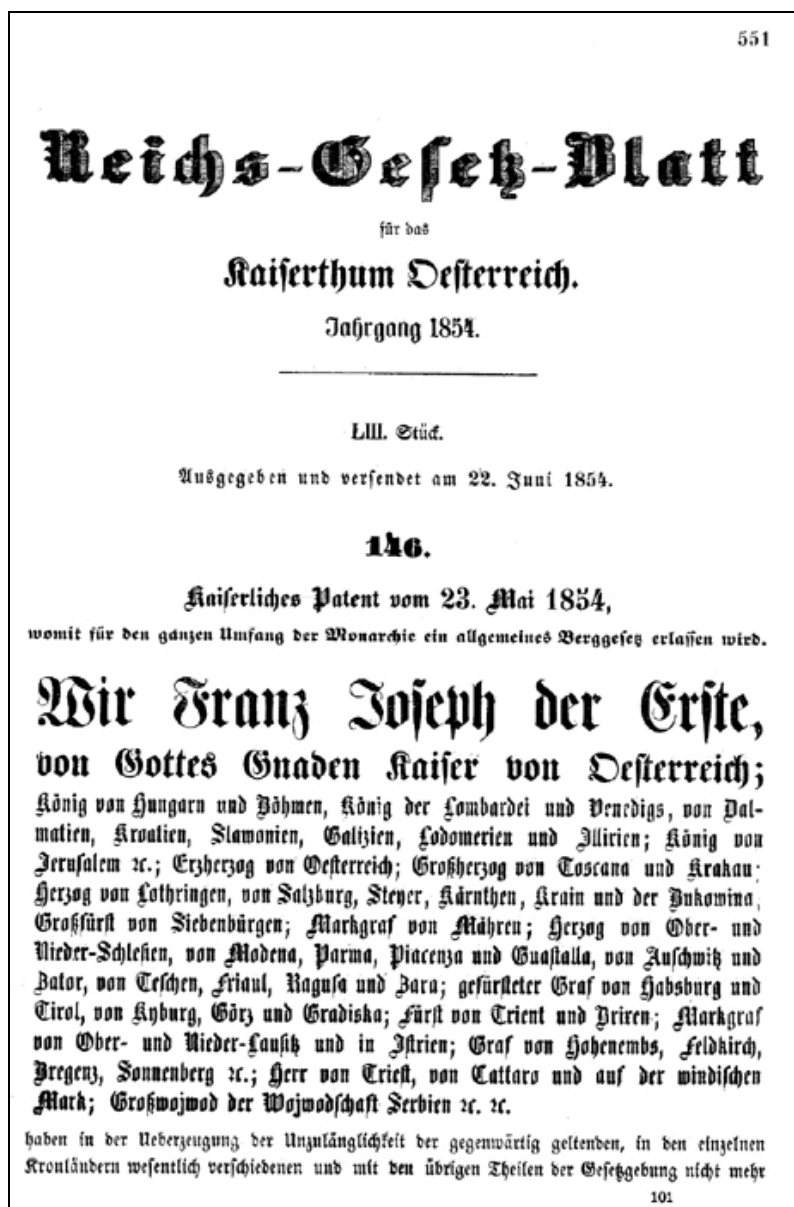 551
Reichs-Gesetz-Blatt
für das
Kaiserthum Oesterreich.
Jahrgang 1854.
LIII. Stück.
Ausgegeben und versendet am 22. Juni 1854.
146.
Kaiserliches Patent vom 23. Mai 1854,
womit für den ganzen Umfang der Monarchie ein allgemeines Berggesetz erlassen wird.
Wir Franz Joseph der Erste,
von Gottes Gnaden Kaiser von Oesterreich;
König von Hungarn und Böhmen, König der Lombardei und Venedigs, von Dal-
matien, Kroatien, Slawonien, Galizien, Lodomerien und Illirien; König von
Jerusalem ꝛc.; Erzherzog von Oesterreich; Großherzog von Toscana und Krakau;
Herzog von Lothringen, von Salzburg, Steyer, Kärnthen, Krain und der Bukowina,
Großfürst von Siebenbürgen; Markgraf von Mähren; Herzog von Ober- und
Nieder-Schlesien, von Modena, Parma, Piacenza und Guastalla, von Auschwitz und
Zator, von Teschen, Friaul, Ragusa und Zara; gefürsteter Graf von Habsburg und
Tirol, von Kyburg, Görz und Gradiska; Fürst von Trient und Brixen; Markgraf
von Ober- und Nieder-Lausitz und in Istrien; Graf von Hohenembs, Feldkirch,
Bregenz, Sonnenberg ꝛc.; Herr von Triest, von Cattaro und auf der windischen
Mark; Großwojwod der Wojwodschaft Serbien ꝛc. ꝛc.
haben in der Ueberzeugung der Unzulänglichkeit der gegenwärtig geltenden, in den einzelnen
Kronländern wesentlich verschiedenen und mit den übrigen Theilen der Gesetzgebung nicht mehr
101